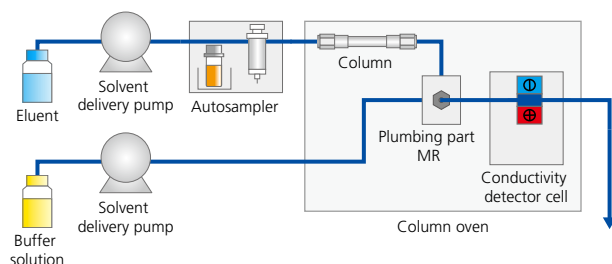 Eluent
Solvent
delivery pump
Autosampler
Column
Plumbing part
MR
Conductivity
detector cell
Column oven
Buffer
solution
Solvent
delivery pump